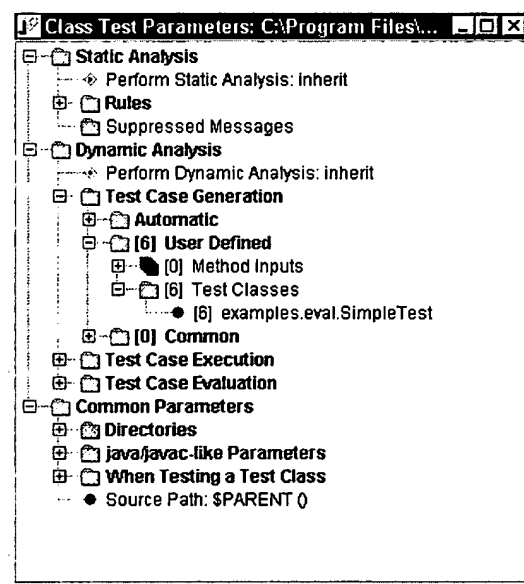 Class Test Parameters: C:\Program Files\...
Static Analysis
Perform Static Analysis: inherit
Rules
Suppressed Messages
Dynamic Analysis
Perform Dynamic Analysis: inherit
Test Case Generation
Automatic
[6] User Defined
[0] Method Inputs
[6] Test Classes
[6] examples.eval.SimpleTest
[0] Common
Test Case Execution
Test Case Evaluation
Common Parameters
Directories
java/javac-like Parameters
When Testing a Test Class
Source Path: $PARENT ()